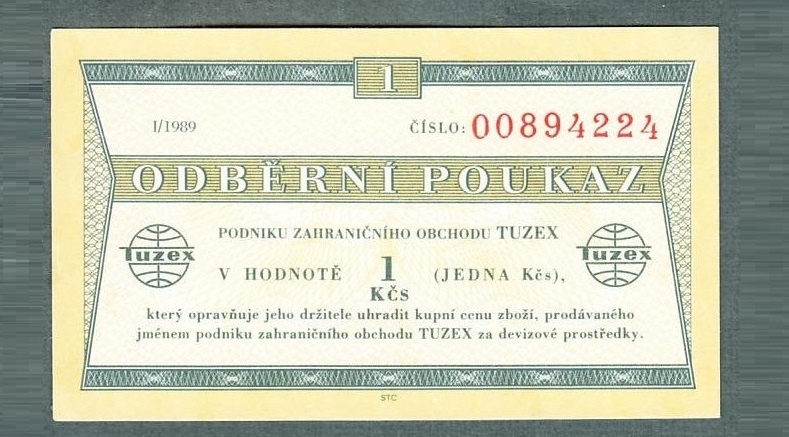 1
I/1989 ČÍSLO: 00894224
ODBĚRNÍ POUKAZ
PODNIKU ZAHRANIČNÍHO OBCHODU TUZEX
Tuzex V HODNOTĚ 1 (JEDNA Kčs), Tuzex
KČS
který opravňuje jeho držitele uhradit kupní cenu zboží, prodávaného
jménem podniku zahraničního obchodu TUZEX za devizové prostředky.
STC